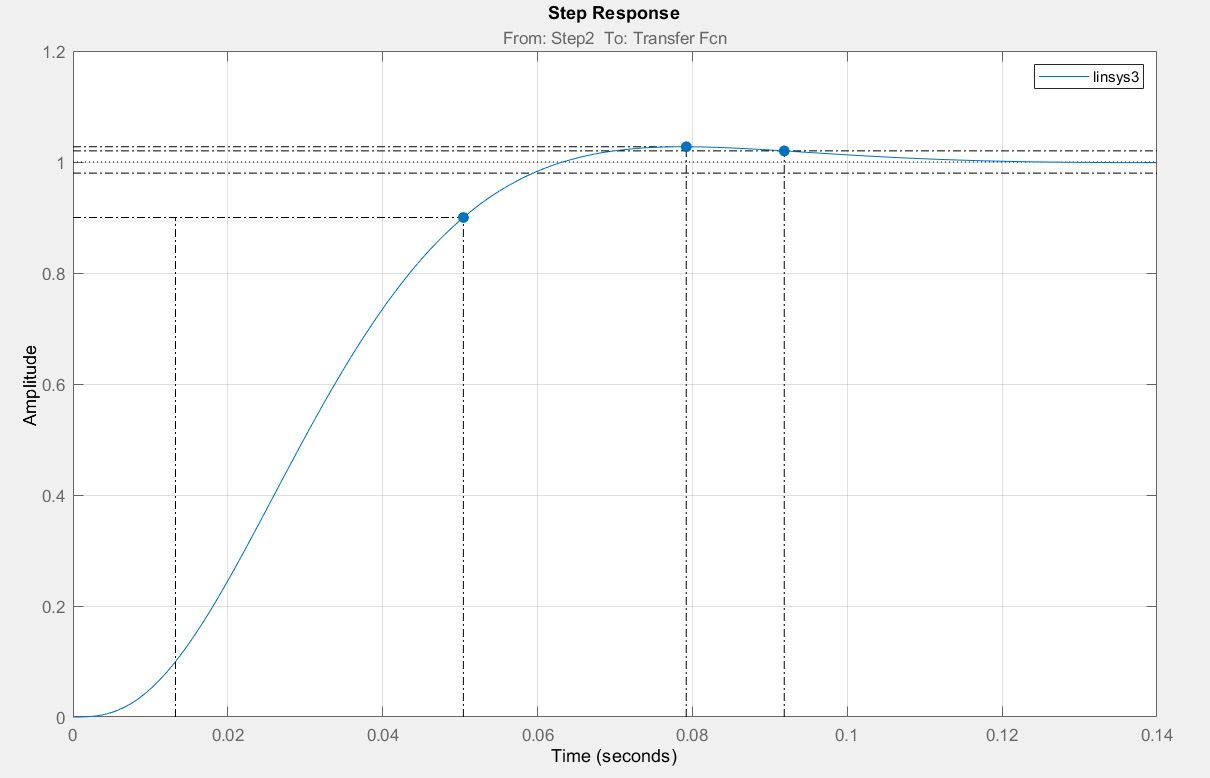 Step Response
From: Step2 To: Transfer Fcn
linsys3
Amplitude
1.2
1
0.8
0.6
0.4
0.2
0
0 0.02 0.04 0.06 0.08 0.1 0.12 0.14
Time (seconds)